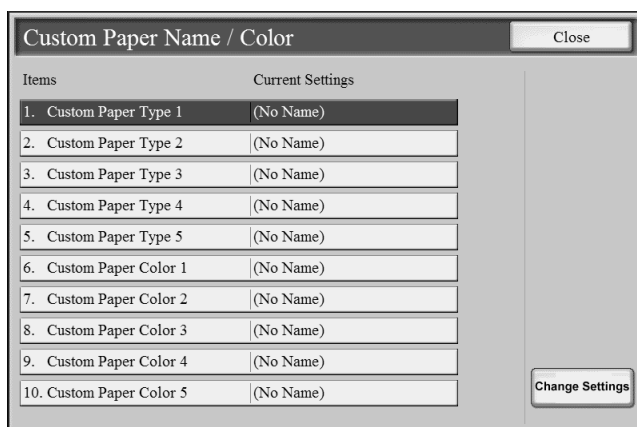 Custom Paper Name / Color Close
Items Current Settings
1. Custom Paper Type 1 (No Name)
2. Custom Paper Type 2 (No Name)
3. Custom Paper Type 3 (No Name)
4. Custom Paper Type 4 (No Name)
5. Custom Paper Type 5 (No Name)
6. Custom Paper Color 1 (No Name)
7. Custom Paper Color 2 (No Name)
8. Custom Paper Color 3 (No Name)
9. Custom Paper Color 4 (No Name)
10. Custom Paper Color 5 (No Name)
Change Settings